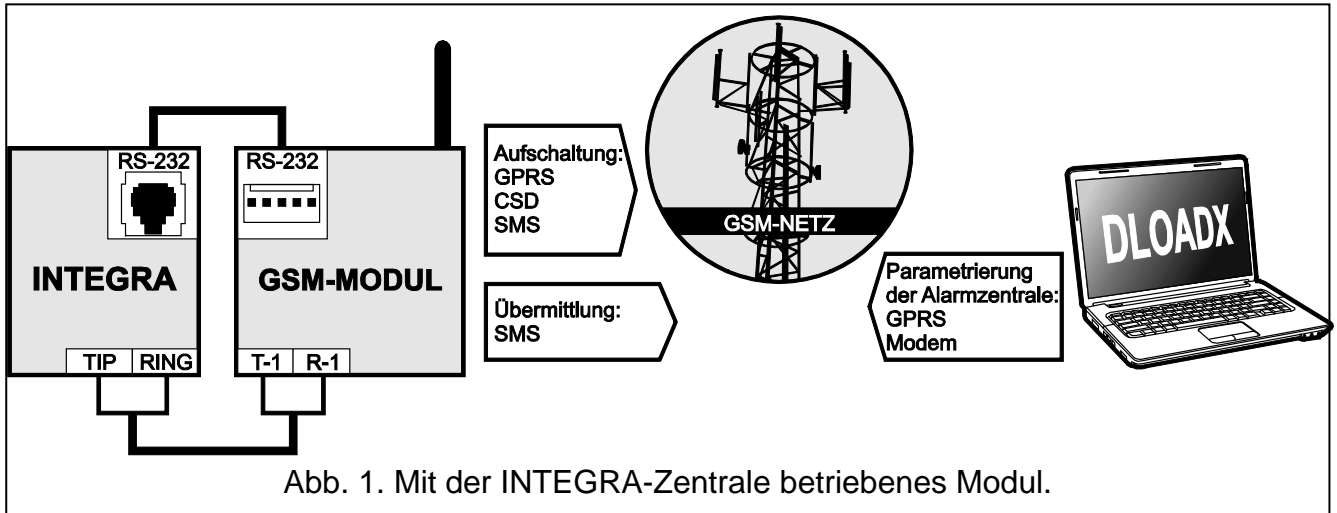 RS-232
INTEGRA
TIP RING
RS-232
GSM-MODUL
T-1 R-1
Aufschaltung:
GPRS
CSD
SMS
Übermittlung:
SMS
GSM-NETZ
Parametrierung
der Alarmzentrale:
GPRS
Modem
DLOADX
Abb. 1. Mit der INTEGRA-Zentrale betriebenes Modul.